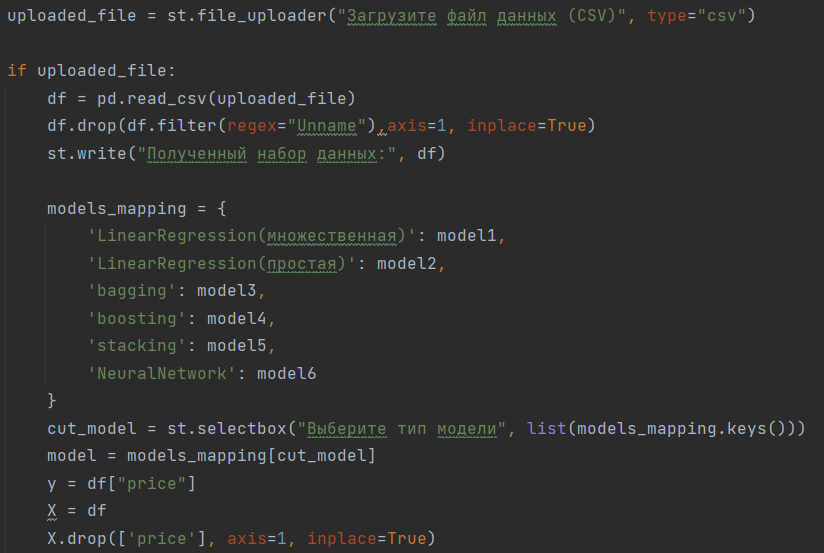 uploaded_file = st.file_uploader("Загрузите файл данных (CSV)", type="csv")
if uploaded_file:
    df = pd.read_csv(uploaded_file)
    df.drop(df.filter(regex="Unname"),axis=1, inplace=True)
    st.write("Полученный набор данных:", df)
    models_mapping = {
        'LinearRegression(множественная)': model1,
        'LinearRegression(простая)': model2,
        'bagging': model3,
        'boosting': model4,
        'stacking': model5,
        'NeuralNetwork': model6
    }
    cut_model = st.selectbox("Выберите тип модели", list(models_mapping.keys()))
    model = models_mapping[cut_model]
    y = df["price"]
    X = df
    X.drop(['price'], axis=1, inplace=True)